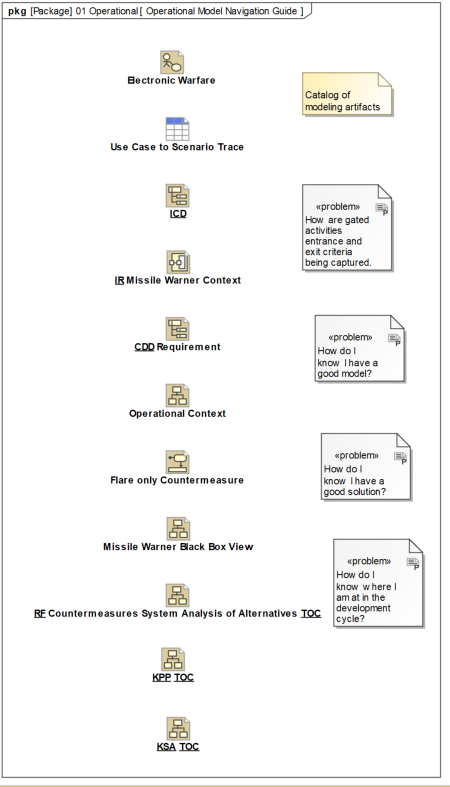 pkg [Package] 01 Operational [ Operational Model Navigation Guide ]
Electronic Warfare
Catalog of
modeling artifacts
Use Case to Scenario Trace
ICD
«problem»
How are gated
activities
entrance and
exit criteria
being captured.
IR Missile Warner Context
CDD Requirement
«problem»
How do I
know I have a
good model?
Operational Context
Flare only Countermeasure
«problem»
How do I
know I have a
good solution?
Missile Warner Black Box View
«problem»
How do I
know where I
am at in the
development
cycle?
RF Countermeasures System Analysis of Alternatives TOC
KPP TOC
KSA TOC